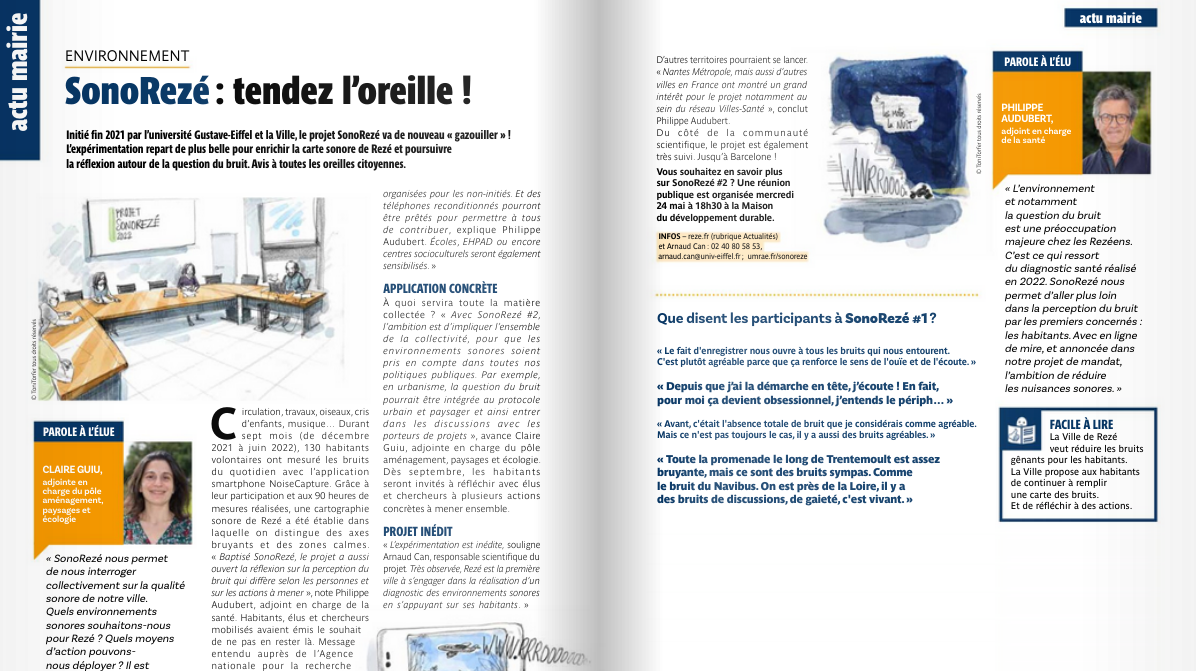 actu mairie
ENVIRONNEMENT
SonoRezé : tendez l'oreille !
Initié fin 2021 par l'université Gustave-Eiffel et la Ville, le projet SonoRezé va de nouveau « gazouiller » !
L'expérimentation repart de plus belle pour enrichir la carte sonore de Rezé et poursuivre
la réflexion autour de la question du bruit. Avis à toutes les oreilles citoyennes.
PROJET
SONOREZÉ
2022
© ToniTorfer tous droits réservés
PAROLE À L'ÉLUE
CLAIRE GUIU,
adjointe en
charge du pôle
aménagement,
paysages et
écologie
« SonoRezé nous permet
de nous interroger
collectivement sur la qualité
sonore de notre ville.
Quels environnements
sonores souhaitons-nous
pour Rezé ? Quels moyens
d'action pouvons-
nous déployer ? Il est
Circulation, travaux, oiseaux, cris
d'enfants, musique… Durant
sept mois (de décembre
2021 à juin 2022), 130 habitants
volontaires ont mesuré les bruits
du quotidien avec l'application
smartphone NoiseCapture. Grâce à
leur participation et aux 90 heures de
mesures réalisées, une cartographie
sonore de Rezé a été établie dans
laquelle on distingue des axes
bruyants et des zones calmes.
« Baptisé SonoRezé, le projet a aussi
ouvert la réflexion sur la perception du
bruit qui diffère selon les personnes et
sur les actions à mener », note Philippe
Audubert, adjoint en charge de la
santé. Habitants, élus et chercheurs
mobilisés avaient émis le souhait
de ne pas en rester là. Message
entendu auprès de l'Agence
nationale pour la recherche
organisées pour les non-initiés. Et des
téléphones reconditionnés pourront
être prêtés pour permettre à tous
de contribuer, explique Philippe
Audubert. Écoles, EHPAD ou encore
centres socioculturels seront également
sensibilisés. »
APPLICATION CONCRÈTE
À quoi servira toute la matière
collectée ? « Avec SonoRezé #2,
l'ambition est d'impliquer l'ensemble
de la collectivité, pour que les
environnements sonores soient
pris en compte dans toutes nos
politiques publiques. Par exemple,
en urbanisme, la question du bruit
pourrait être intégrée au protocole
urbain et paysager et ainsi entrer
dans les discussions avec les
porteurs de projets », avance Claire
Guiu, adjointe en charge du pôle
aménagement, paysages et écologie.
Dès septembre, les habitants
seront invités à réfléchir avec élus
et chercheurs à plusieurs actions
concrètes à mener ensemble.
PROJET INÉDIT
« L'expérimentation est inédite, souligne
Arnaud Can, responsable scientifique du
projet. Très observée, Rezé est la première
ville à s'engager dans la réalisation d'un
diagnostic des environnements sonores
en s'appuyant sur ses habitants. »
actu mairie
D'autres territoires pourraient se lancer.
« Nantes Métropole, mais aussi d'autres
villes en France ont montré un grand
intérêt pour le projet notamment au
sein du réseau Villes-Santé », conclut
Philippe Audubert.
Du côté de la communauté
scientifique, le projet est également
très suivi. Jusqu'à Barcelone !
Vous souhaitez en savoir plus
sur SonoRezé #2 ? Une réunion
publique est organisée mercredi
24 mai à 18h30 à la Maison
du développement durable.
INFOS – reze.fr (rubrique Actualités)
et Arnaud Can : 02 40 80 58 53,
arnaud.can@univ-eiffel.fr ; umrae.fr/sonoreze
la NUIT
© ToniTorfer tous droits réservés
Que disent les participants à SonoRezé #1 ?
« Le fait d'enregistrer nous ouvre à tous les bruits qui nous entourent.
C'est plutôt agréable parce que ça renforce le sens de l'ouïe et de l'écoute. »
« Depuis que j'ai la démarche en tête, j'écoute ! En fait,
pour moi ça devient obsessionnel, j'entends le périph… »
« Avant, c'était l'absence totale de bruit que je considérais comme agréable.
Mais ce n'est pas toujours le cas, il y a aussi des bruits agréables. »
« Toute la promenade le long de Trentemoult est assez
bruyante, mais ce sont des bruits sympas. Comme
le bruit du Navibus. On est près de la Loire, il y a
des bruits de discussions, de gaieté, c'est vivant. »
PAROLE À L'ÉLU
PHILIPPE
AUDUBERT,
adjoint en charge
de la santé
« L'environnement
et notamment
la question du bruit
est une préoccupation
majeure chez les Rezéens.
C'est ce qui ressort
du diagnostic santé réalisé
en 2022. SonoRezé nous
permet d'aller plus loin
dans la perception du bruit
par les premiers concernés :
les habitants. Avec en ligne
de mire, et annoncée dans
notre projet de mandat,
l'ambition de réduire
les nuisances sonores. »
FACILE À LIRE
La Ville de Rezé
veut réduire les bruits
gênants pour les habitants.
La Ville propose aux habitants
de continuer à remplir
une carte des bruits.
Et de réfléchir à des actions.